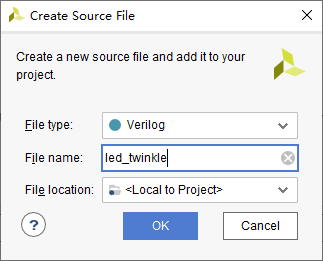 Create Source File
Create a new source file and add it to your
project.
File type: Verilog
File name: led_twinkle
File location: <Local to Project>
? OK Cancel